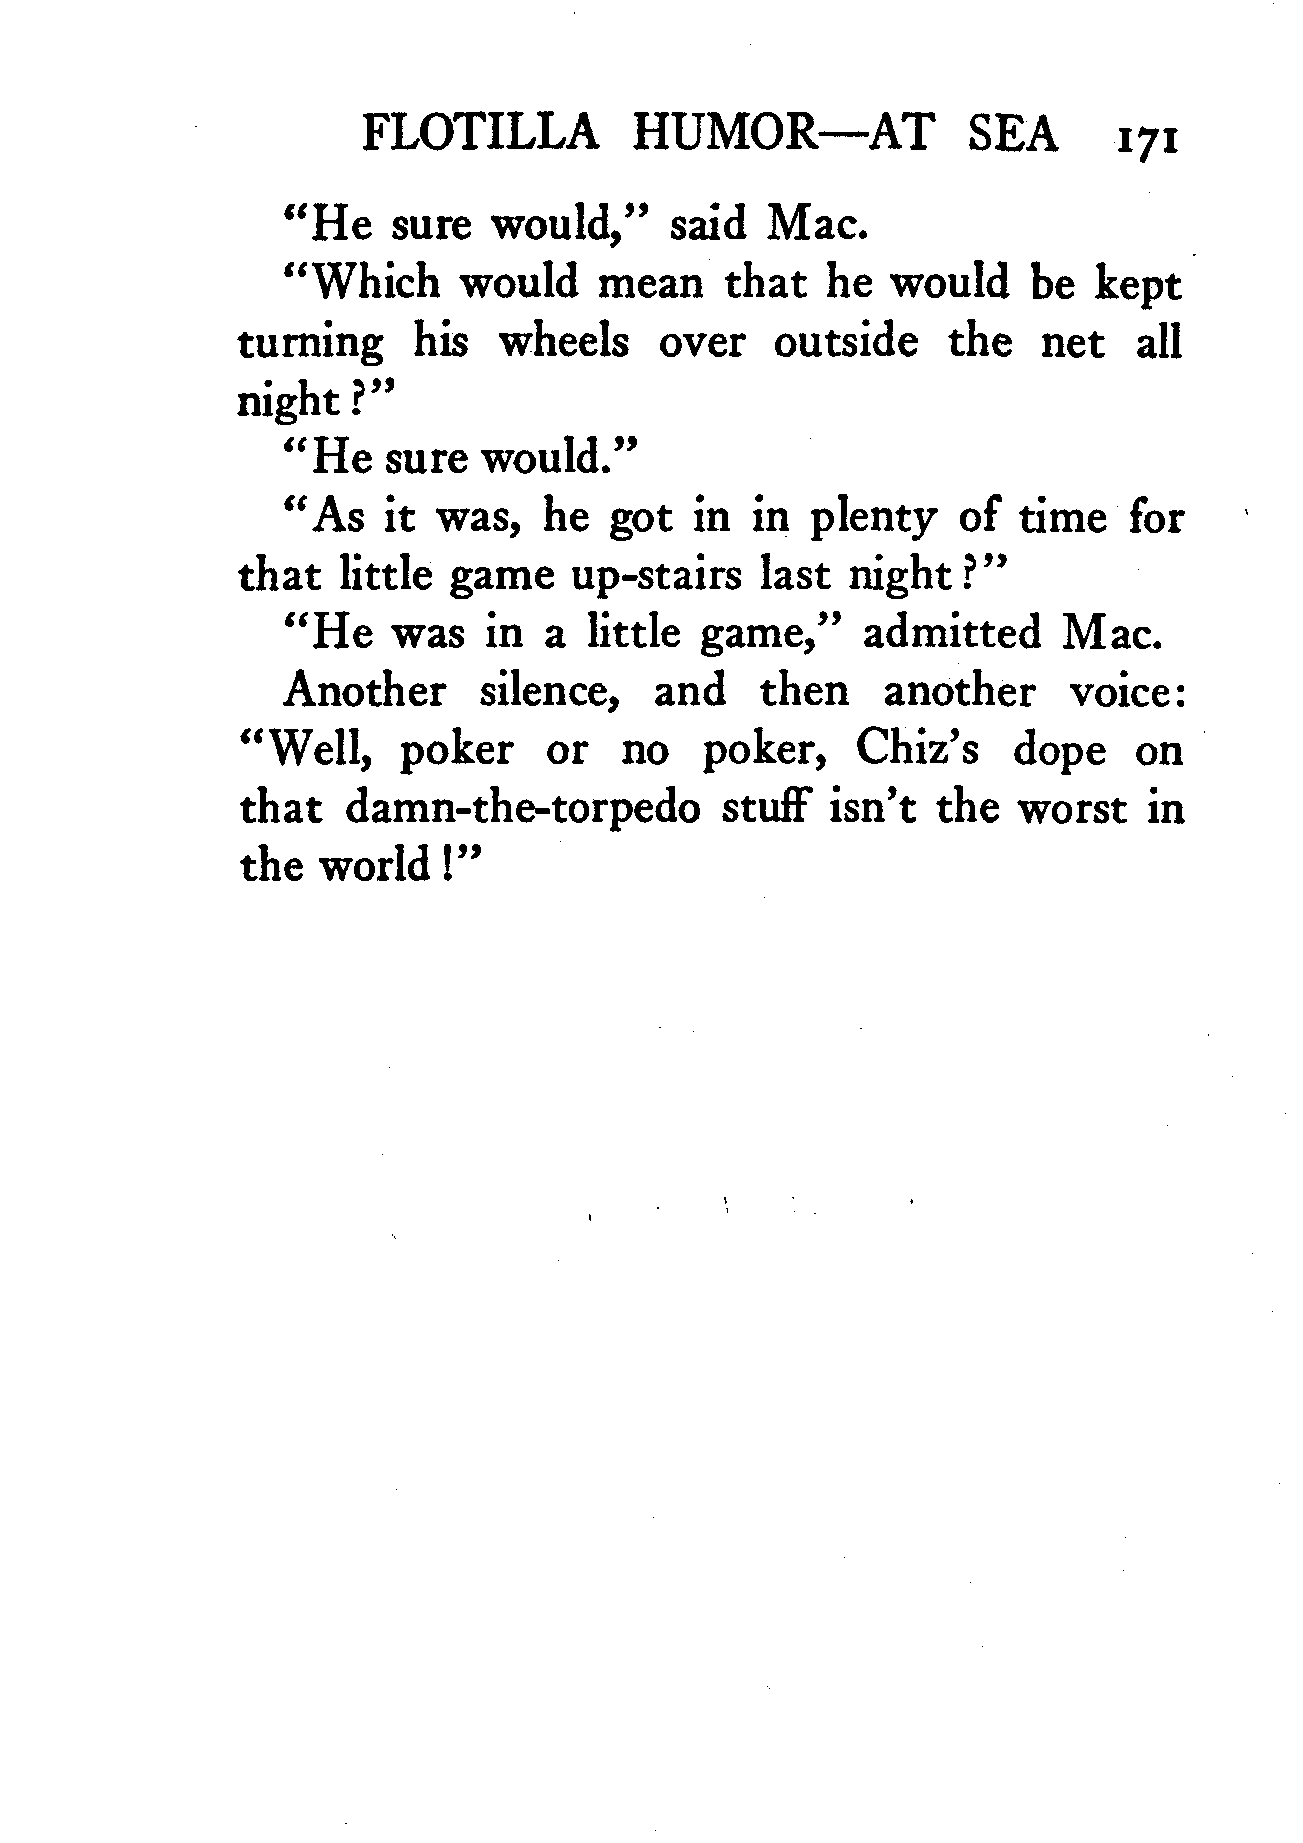 FLOTILLA HUMOR—AT SEA 171
“He sure would,” said Mac.
“Which would mean that he would be kept
turning his wheels over outside the net all
night?”
“He sure would.”
“As it was, he got in in plenty of time for
that little game up-stairs last night?”
“He was in a little game,” admitted Mac.
Another silence, and then another voice:
“Well, poker or no poker, Chiz’s dope on
that damn-the-torpedo stuff isn’t the worst in
the world!”